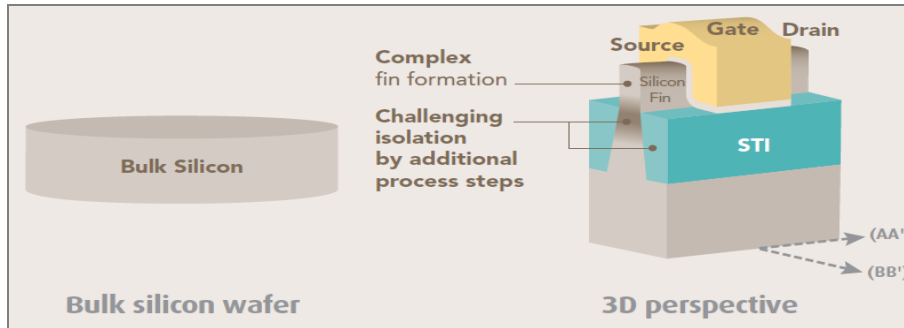 Bulk Silicon
Bulk silicon wafer
Complex
fin formation
Challenging
isolation
by additional
process steps
Gate
Drain
Source
Silicon
Fin
STI
(AA'
(BB')
3D perspective